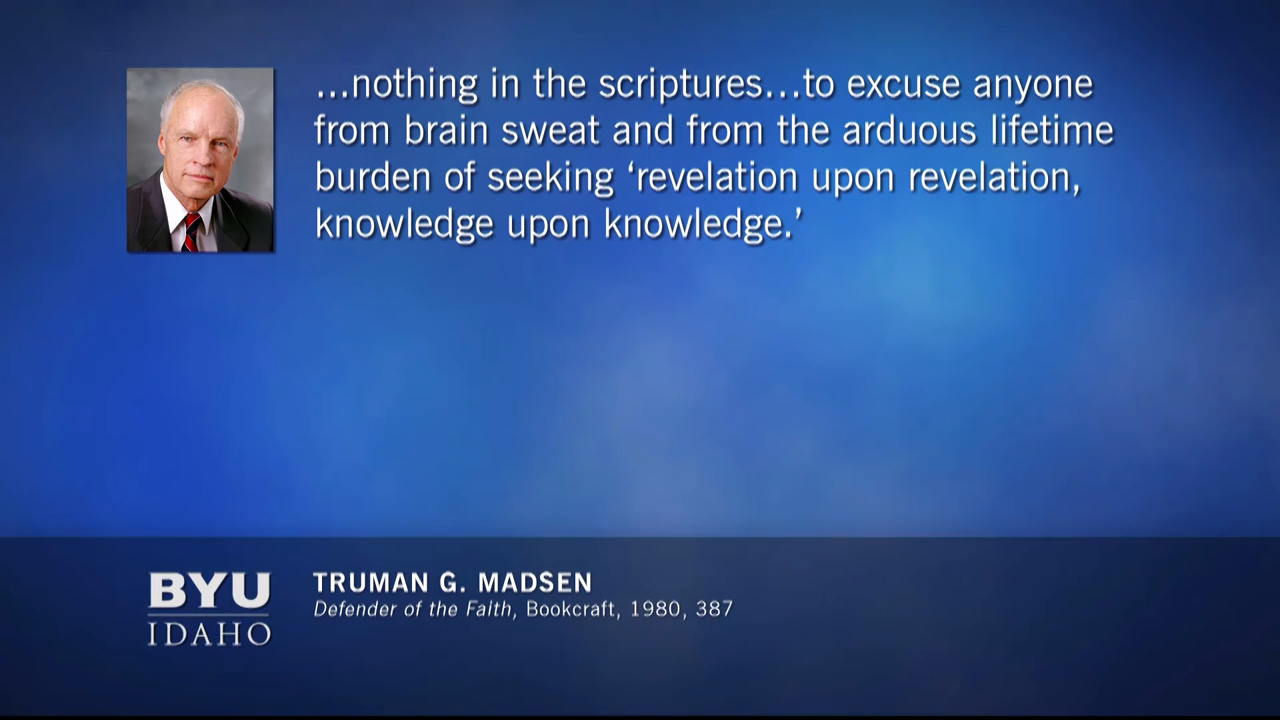 ...nothing in the scriptures...to excuse anyone
from brain sweat and from the arduous lifetime
burden of seeking ‘revelation upon revelation,
knowledge upon knowledge.’
BYU
IDAHO
TRUMAN G. MADSEN
Defender of the Faith, Bookcraft, 1980, 387